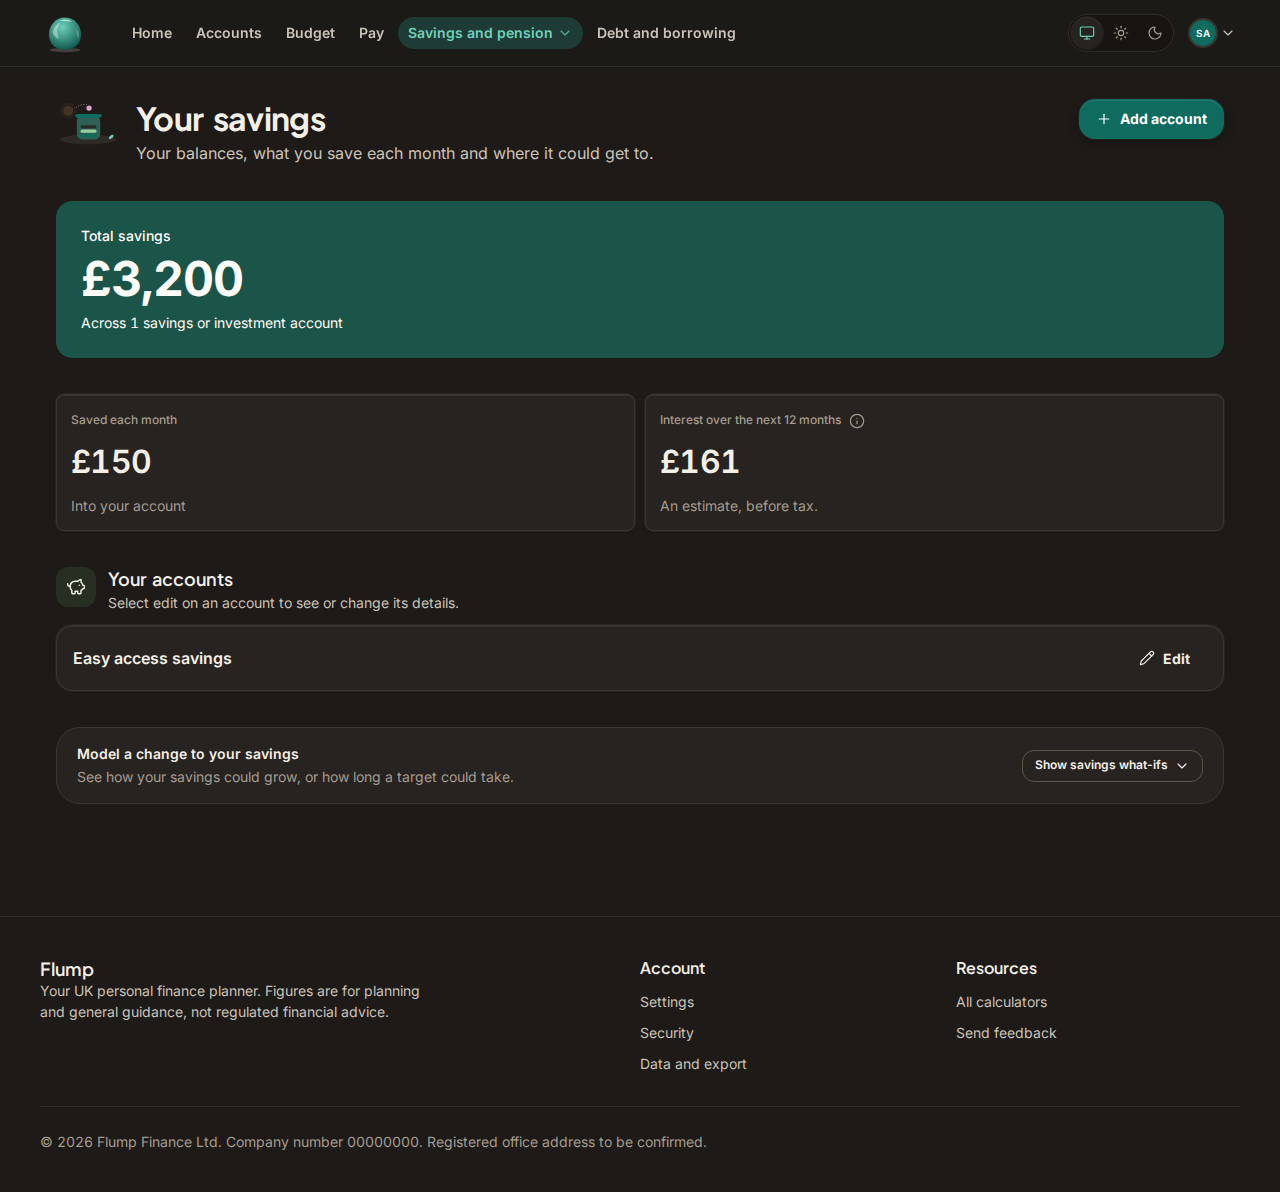 Home
Accounts
Budget
Pay
Savings and pension
Debt and borrowing
SA
Your savings
Your balances, what you save each month and where it could get to.
Add account
Total savings
£3,200
Across 1 savings or investment account
Saved each month
£150
Into your account
Interest over the next 12 months
£161
An estimate, before tax.
Your accounts
Select edit on an account to see or change its details.
Easy access savings
Edit
Model a change to your savings
See how your savings could grow, or how long a target could take.
Show savings what-ifs
Flump
Your UK personal finance planner. Figures are for planning
and general guidance, not regulated financial advice.
Account
Settings
Security
Data and export
Resources
All calculators
Send feedback
© 2026 Flump Finance Ltd. Company number 00000000. Registered office address to be confirmed.